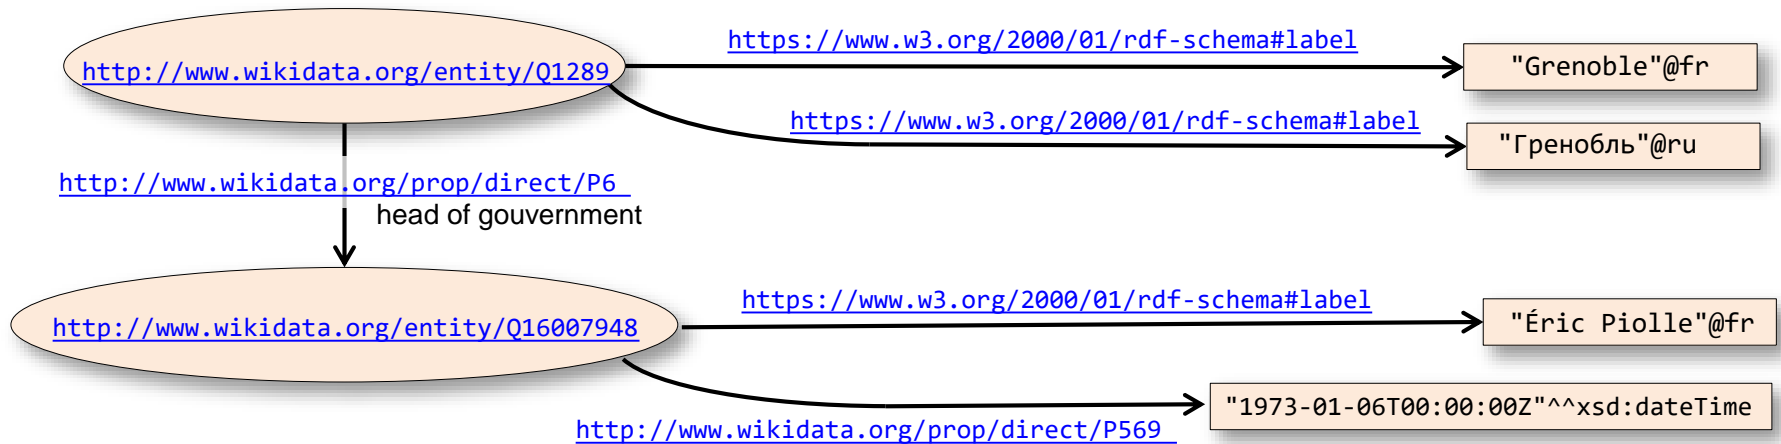 https://www.w3.org/2000/01/rdf-schema#label
http://www.wikidata.org/entity/Q1289
"Grenoble"@fr
https://www.w3.org/2000/01/rdf-schema#label
"Гренобль"@ru
http://www.wikidata.org/prop/direct/P6
head of gouvernment
https://www.w3.org/2000/01/rdf-schema#label
http://www.wikidata.org/entity/Q16007948
"Éric Piolle"@fr
"1973-01-06T00:00:00Z"^^xsd:dateTime
http://www.wikidata.org/prop/direct/P569